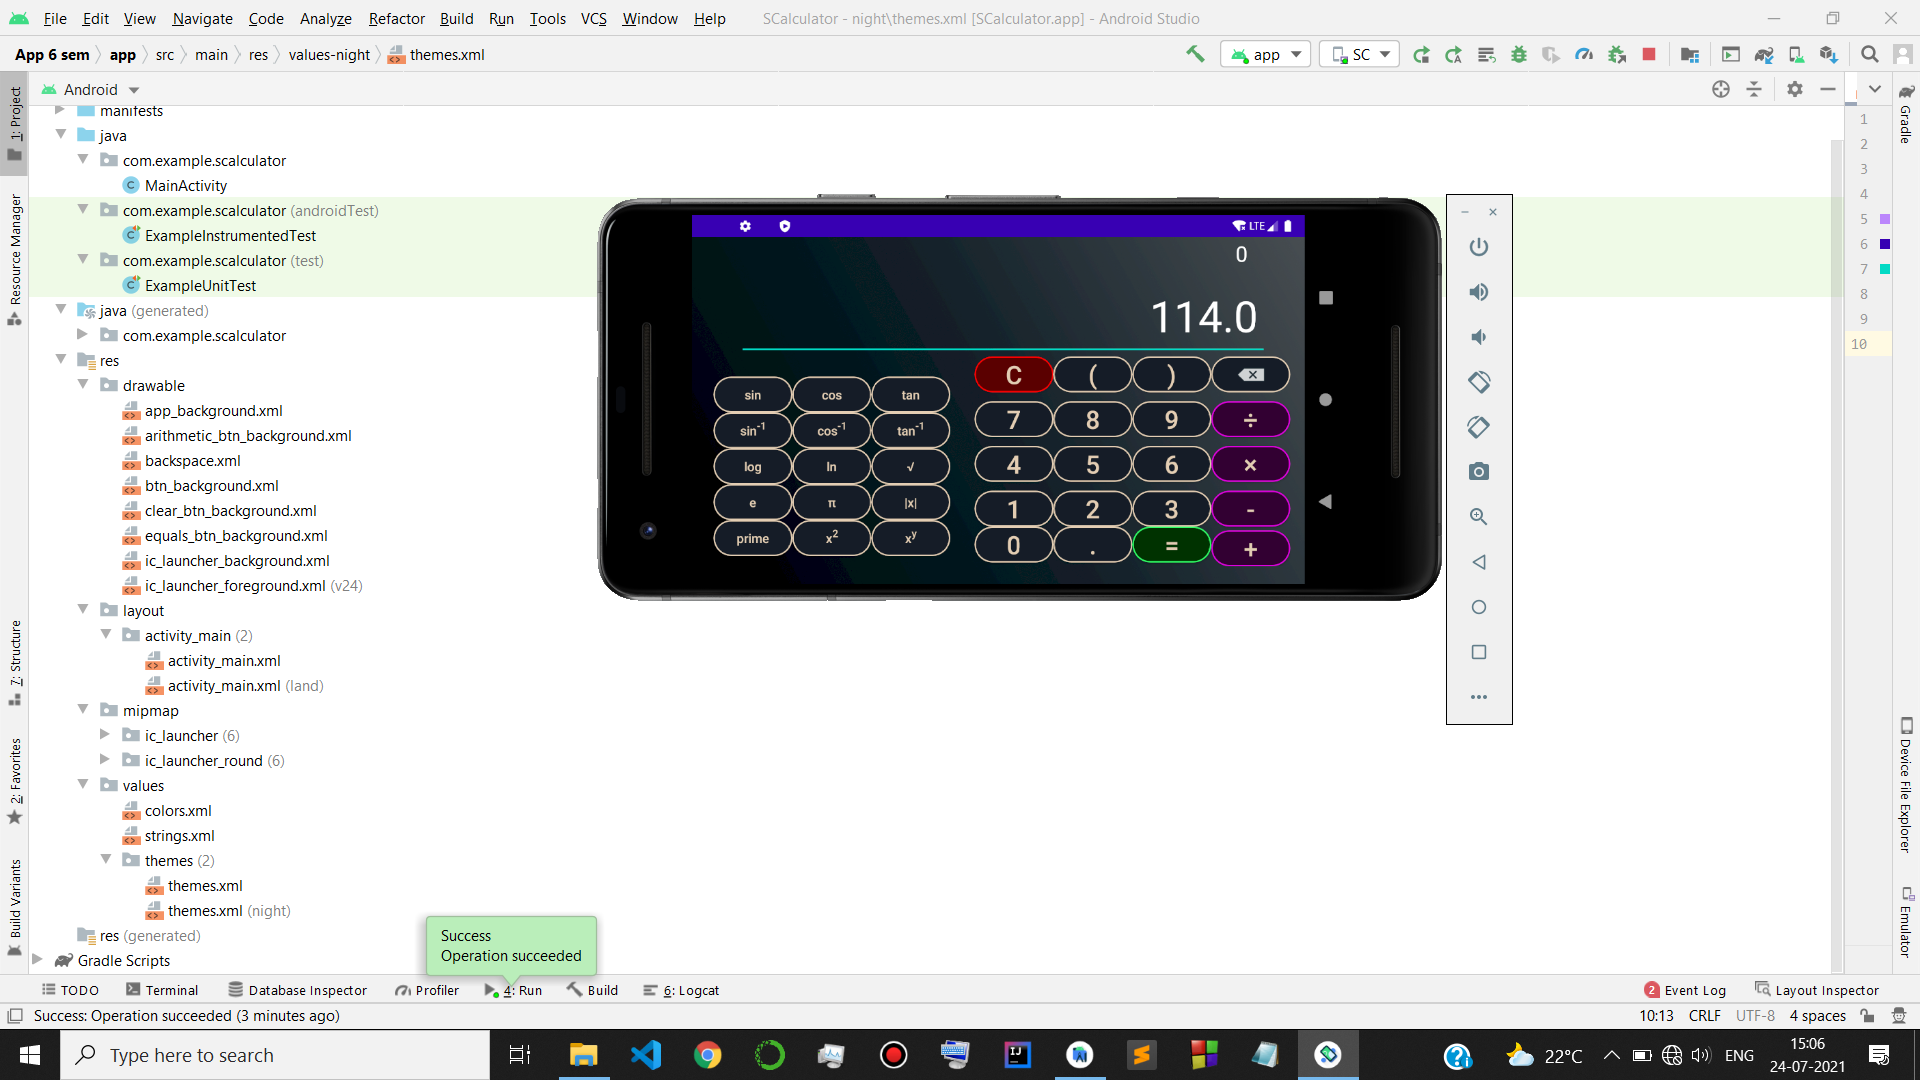 File Edit View Navigate Code Analyze Refactor Build Run Tools VCS Window Help SCalculator - night\themes.xml [SCalculator.app] - Android Studio
App 6 sem app src main res values-night themes.xml app SC
Android
manifests
java
com.example.scalculator
MainActivity
com.example.scalculator (androidTest)
ExampleInstrumentedTest
com.example.scalculator (test)
ExampleUnitTest
java (generated)
com.example.scalculator
res
drawable
app_background.xml
arithmetic_btn_background.xml
backspace.xml
btn_background.xml
clear_btn_background.xml
equals_btn_background.xml
ic_launcher_background.xml
ic_launcher_foreground.xml (v24)
layout
activity_main (2)
activity_main.xml
activity_main.xml (land)
mipmap
ic_launcher (6)
ic_launcher_round (6)
values
colors.xml
strings.xml
themes (2)
themes.xml
themes.xml (night)
res (generated)
Gradle Scripts
1: Project
Resource Manager
7: Structure
2: Favorites
Build Variants
LTE
0
114.0
C ( )
sin cos tan
7 8 9 ÷
sin-1 cos-1 tan-1
4 5 6 ×
log ln √
e π |x|
1 2 3 -
prime x2 xy
0 . = +
1
2
3
4
5
6
7
8
9
10
Gradle
Device File Explorer
Emulator
Success
Operation succeeded
TODO Terminal Database Inspector Profiler 4: Run Build 6: Logcat 2 Event Log Layout Inspector
Success: Operation succeeded (3 minutes ago) 10:13 CRLF UTF-8 4 spaces
Type here to search
22°C ENG
15:06
24-07-2021